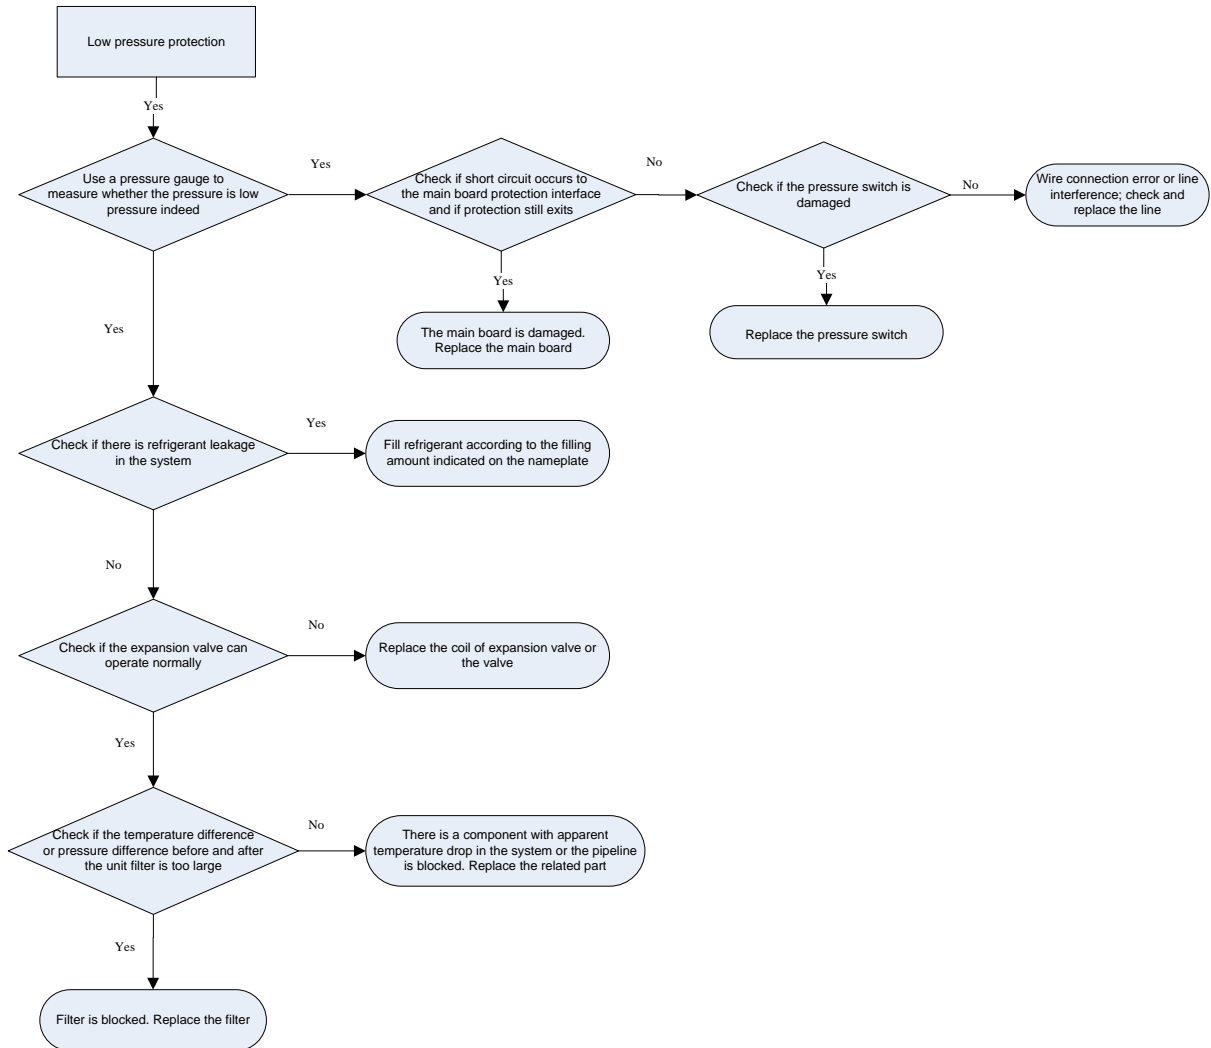 Low pressure protection
Yes
Use a pressure gauge to
measure whether the pressure is low
pressure indeed
Yes
Check if short circuit occurs to
the main board protection interface
and if protection still exits
No
Check if the pressure switch is
damaged
No
Wire connection error or line
interference; check and
replace the line
Yes
The main board is damaged.
Replace the main board
Yes
Replace the pressure switch
Yes
Check if there is refrigerant leakage
in the system
Yes
Fill refrigerant according to the filling
amount indicated on the nameplate
No
Check if the expansion valve can
operate normally
No
Replace the coil of expansion valve or
the valve
Yes
Check if the temperature difference
or pressure difference before and after
the unit filter is too large
No
There is a component with apparent
temperature drop in the system or the pipeline
is blocked. Replace the related part
Yes
Filter is blocked. Replace the filter